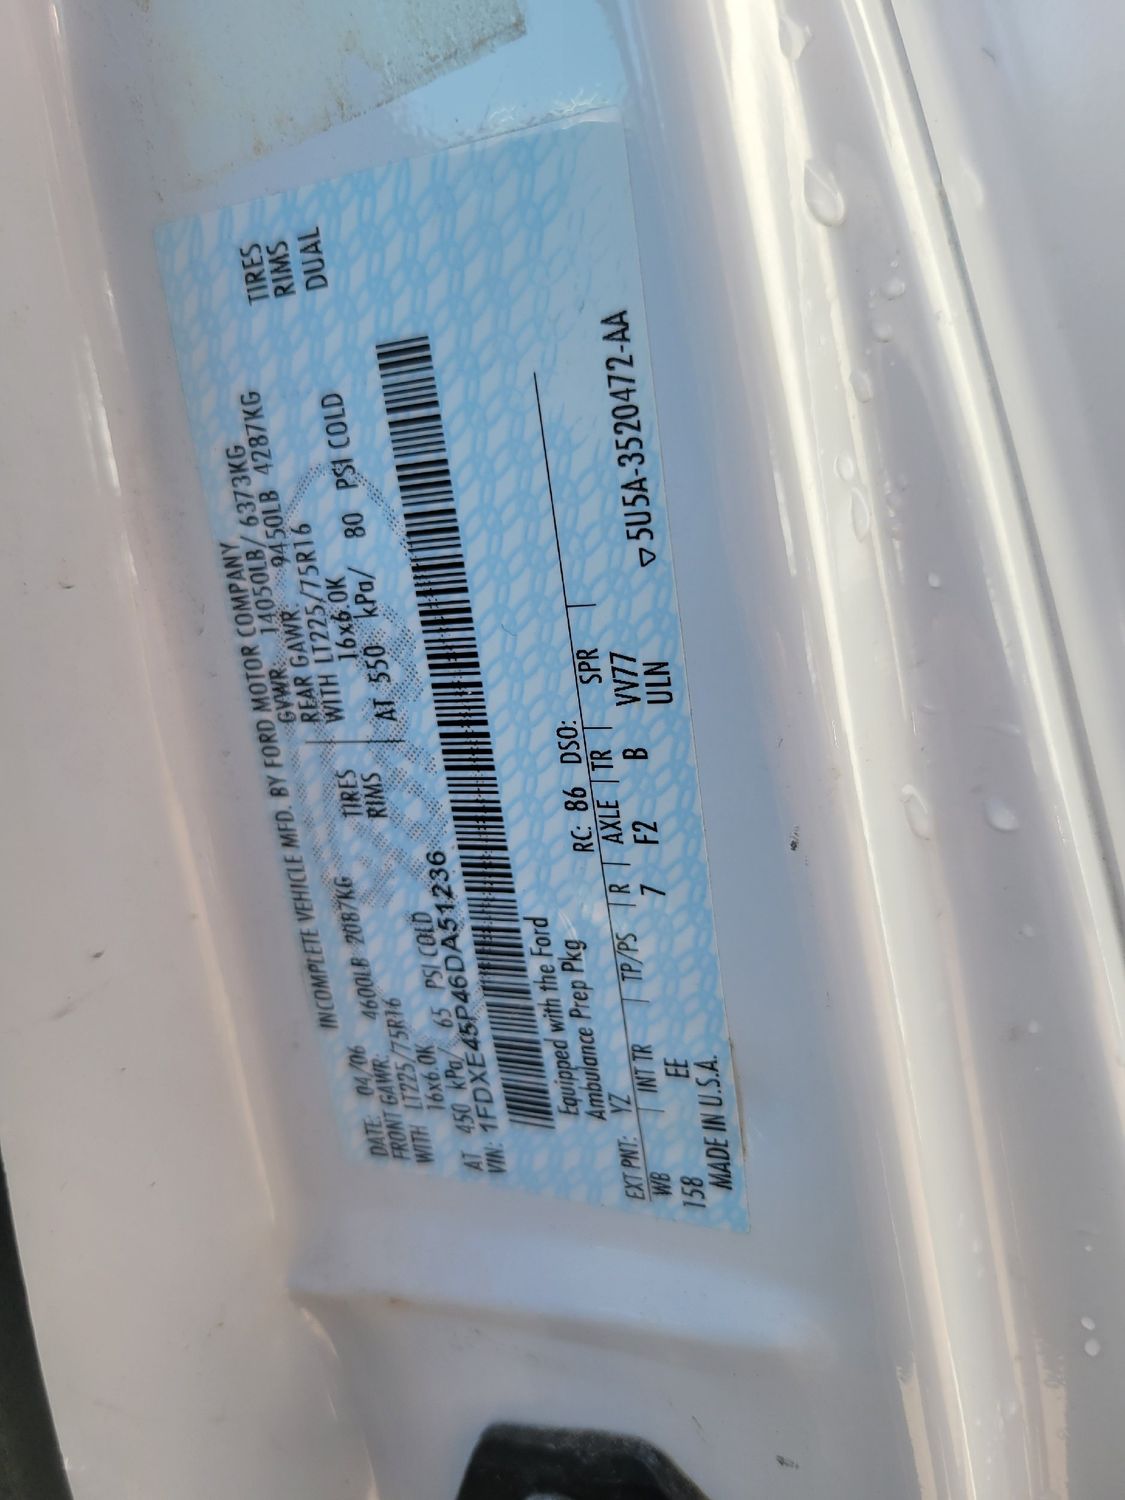 INCOMPLETE VEHICLE MFD. BY FORD MOTOR COMPANY
DATE: 04/06 GVWR: 14050LB/ 6373KG
FRONT GAWR: 4600LB 2087KG REAR GAWR: 9450LB 4287KG
WITH LT225/75R16 TIRES WITH LT225/75R16 TIRES
16x6.0K RIMS 16x6.0K RIMS
AT 450 kPa/ 65 PSI COLD AT 550 kPa/ 80 PSI COLD DUAL
VIN: 1FDXE45P46DA51236
Equipped with the Ford
Ambulance Prep Pkg
RC: 86 DSO:
EXT PNT: YZ
WB INT TR TP/PS R AXLE TR SPR
158 EE 7 F2 B VV77
ULN
MADE IN U.S.A. ▽5U5A-3520472-AA